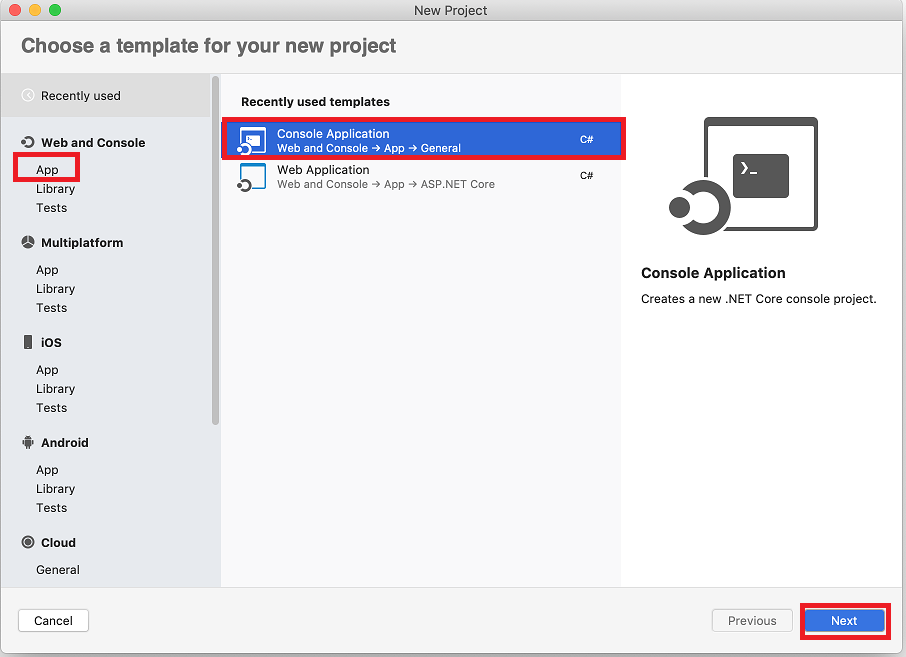 New Project
Choose a template for your new project
Recently used
Web and Console
App
Library
Tests
Multiplatform
App
Library
Tests
iOS
App
Library
Tests
Android
App
Library
Tests
Cloud
General
Recently used templates
Console Application
Web and Console → App → General
C#
Web Application
Web and Console → App → ASP.NET Core
C#
Console Application
Creates a new .NET Core console project.
Cancel
Previous
Next